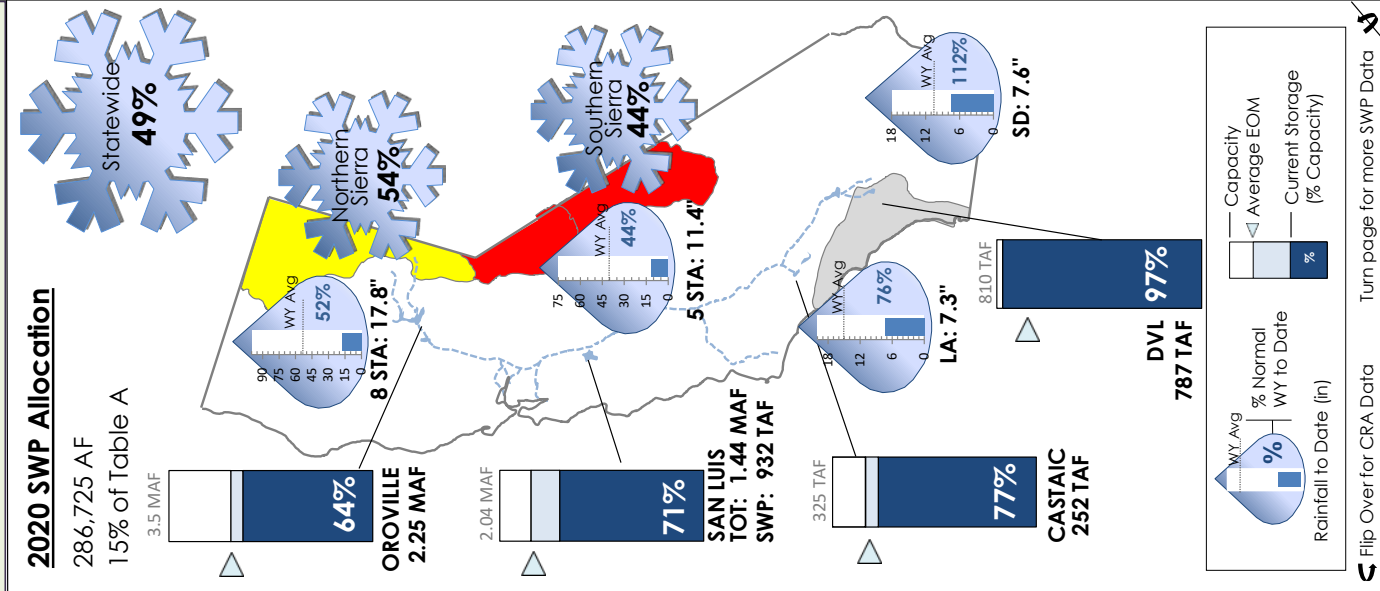 2020 SWP Allocation
286,725 AF
15% of Table A
Statewide
49%
Northern
Sierra
54%
Southern
Sierra
44%
3.5 MAF
64%
OROVILLE
2.25 MAF
90
75
60
45
30
15
0
WY Avg
52%
8 STA: 17.8"
2.04 MAF
71%
SAN LUIS
TOT: 1.44 MAF
SWP: 932 TAF
75
60
45
30
15
0
WY Avg
44%
5 STA: 11.4"
325 TAF
77%
CASTAIC
252 TAF
18
12
6
0
WY Avg
76%
LA: 7.3"
18
12
6
0
WY Avg
112%
SD: 7.6"
810 TAF
97%
DVL
787 TAF
WY Avg
%
% Normal
WY to Date
Rainfall to Date (in)
%
Capacity
Average EOM
Current Storage
(% Capacity)
Flip Over for CRA Data
Turn page for more SWP Data